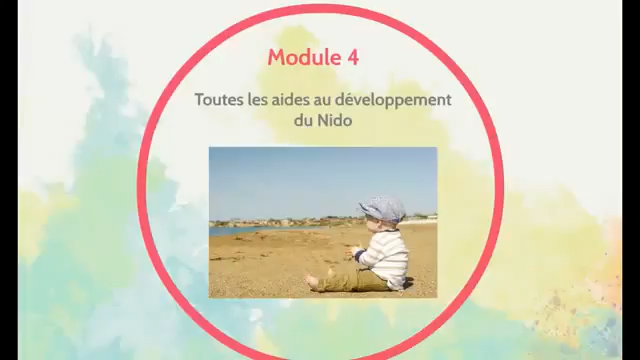 Module 4
Toutes les aides au développement
du Nido